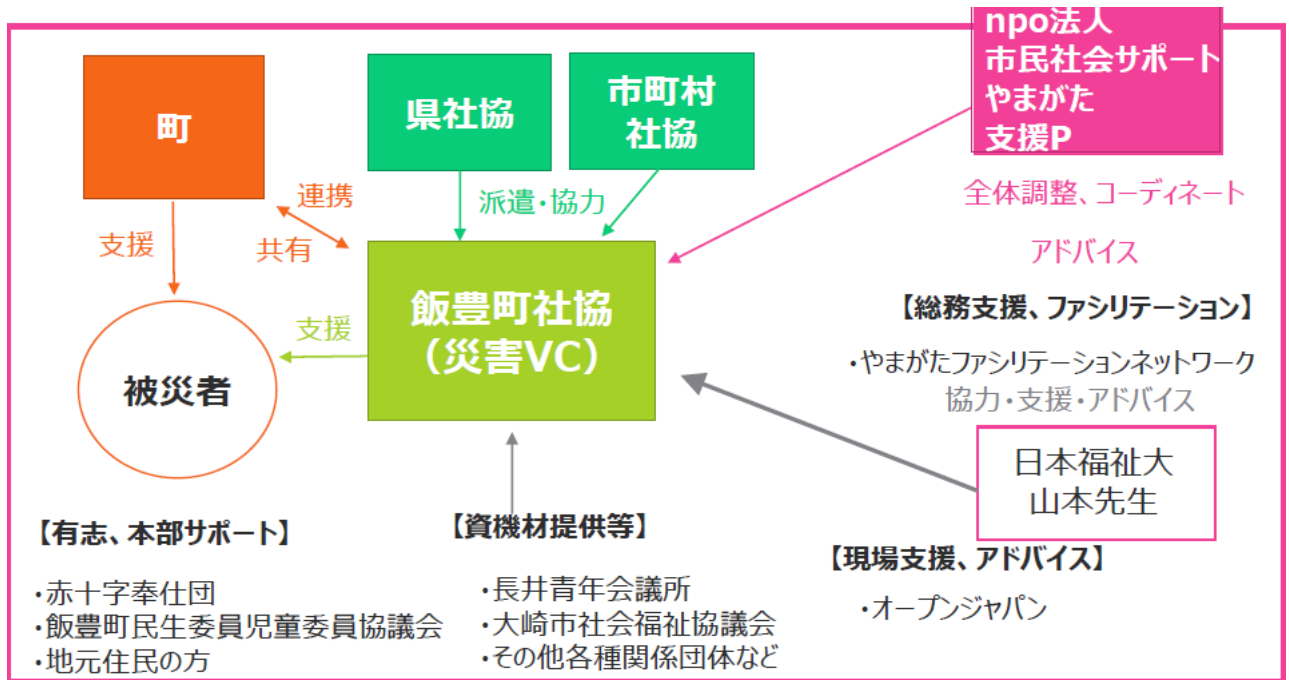 町
県社協
市町村
社協
npo法人
市民社会サポート
やまがた
支援P
連携
共有
支援
派遣・協力
全体調整、コーディネート
アドバイス
飯豊町社協
（災害VC）
支援
被災者
【総務支援、ファシリテーション】
・やまがたファシリテーションネットワーク
協力・支援・アドバイス
日本福祉大
山本先生
【有志、本部サポート】
・赤十字奉仕団
・飯豊町民生委員児童委員協議会
・地元住民の方
【資機材提供等】
・長井青年会議所
・大崎市社会福祉協議会
・その他各種関係団体など
【現場支援、アドバイス】
・オープンジャパン